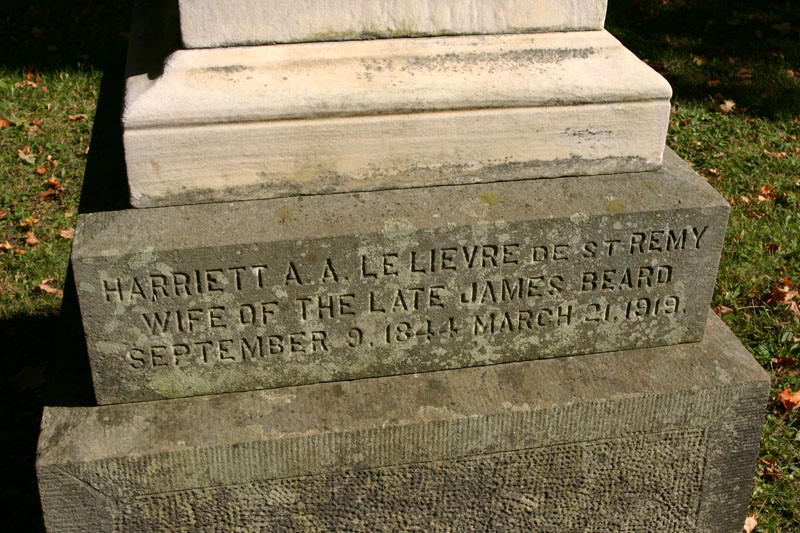 HARRIETT A. A. LE LIEVRE DE ST REMY
WIFE OF THE LATE JAMES BEARD
SEPTEMBER 9. 1844 MARCH 21. 1919.